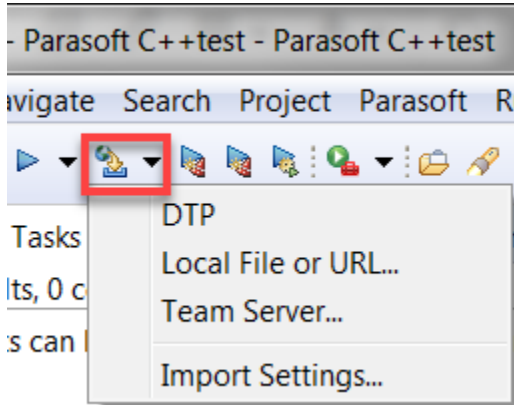 - Parasoft C++test - Parasoft C++test
avigate Search Project Parasoft R
DTP
Tasks
Local File or URL...
lts, 0 c
Team Server...
s can
Import Settings...